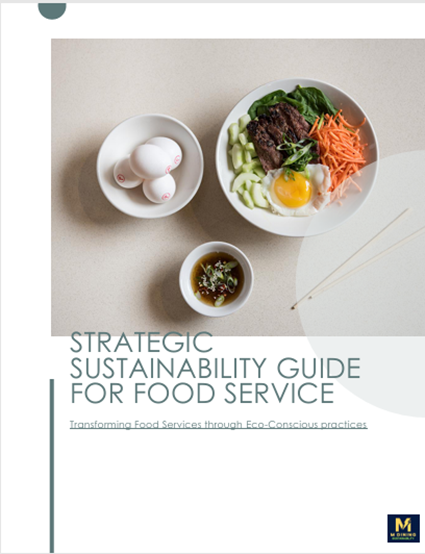 STRATEGIC
SUSTAINABILITY GUIDE
FOR FOOD SERVICE
Transforming Food Services through Eco-Conscious practices
M
M DINING
SUSTAINABILITY